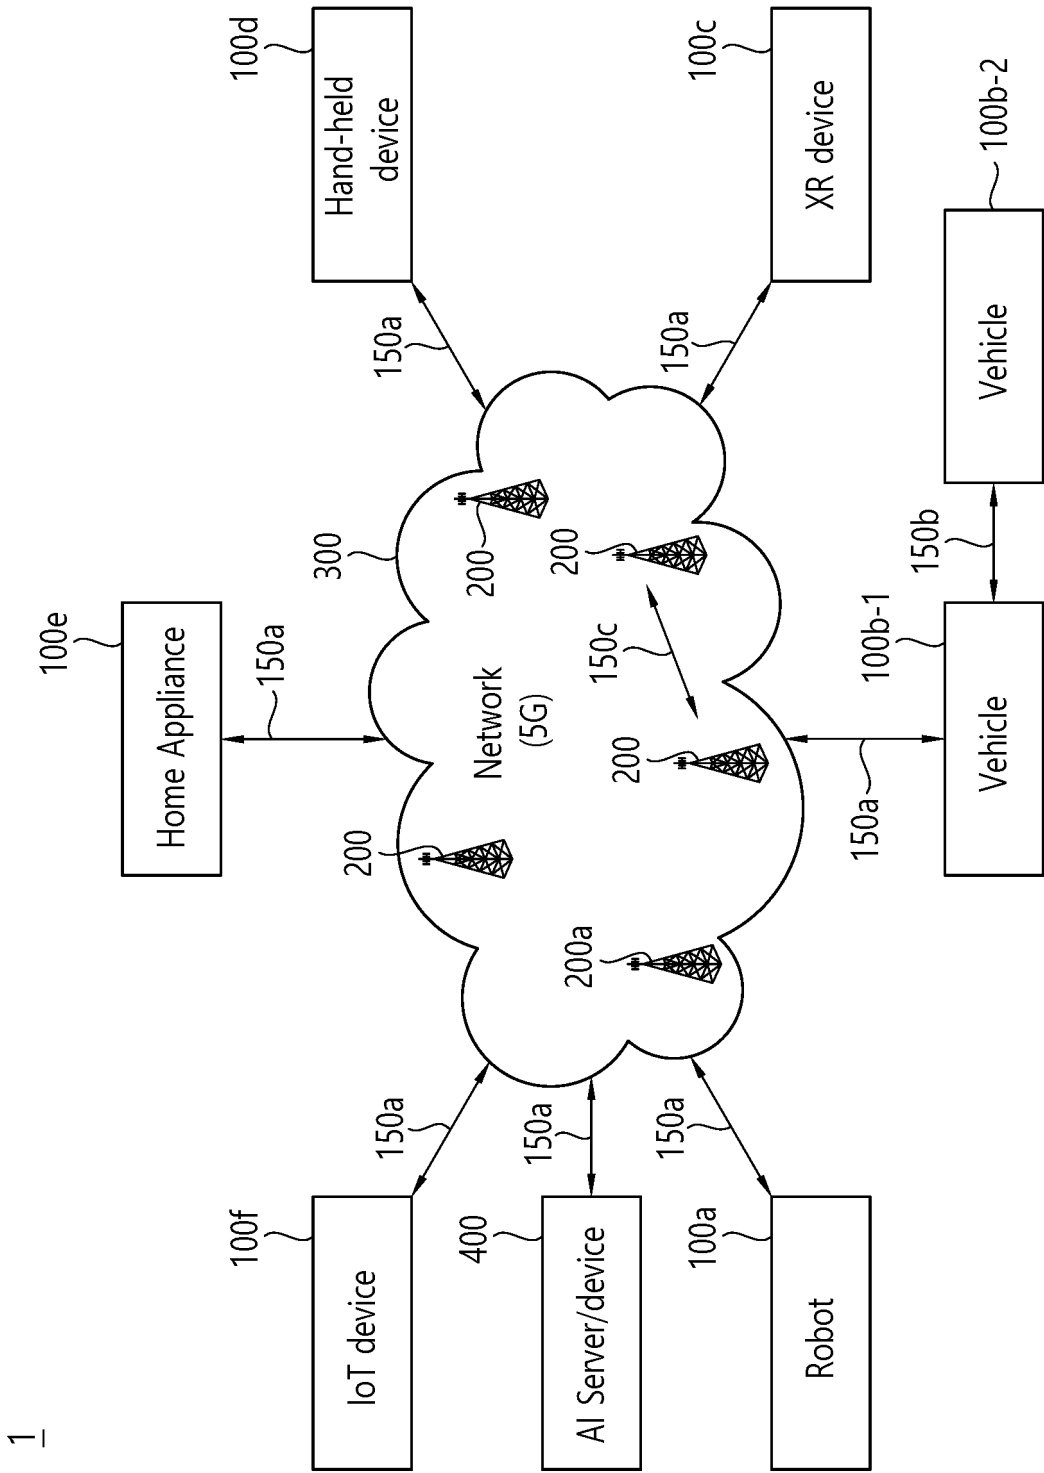 1
100e
Home Appliance
150a
100f
100d
300
IoT device
150a
200
150a
Hand-held
device
400
200
Network
(5G)
150a
200a
200
200
150c
AI Server/device
100a
150a
150a
100c
Robot
XR device
150a
100b-1
150b
100b-2
Vehicle
Vehicle